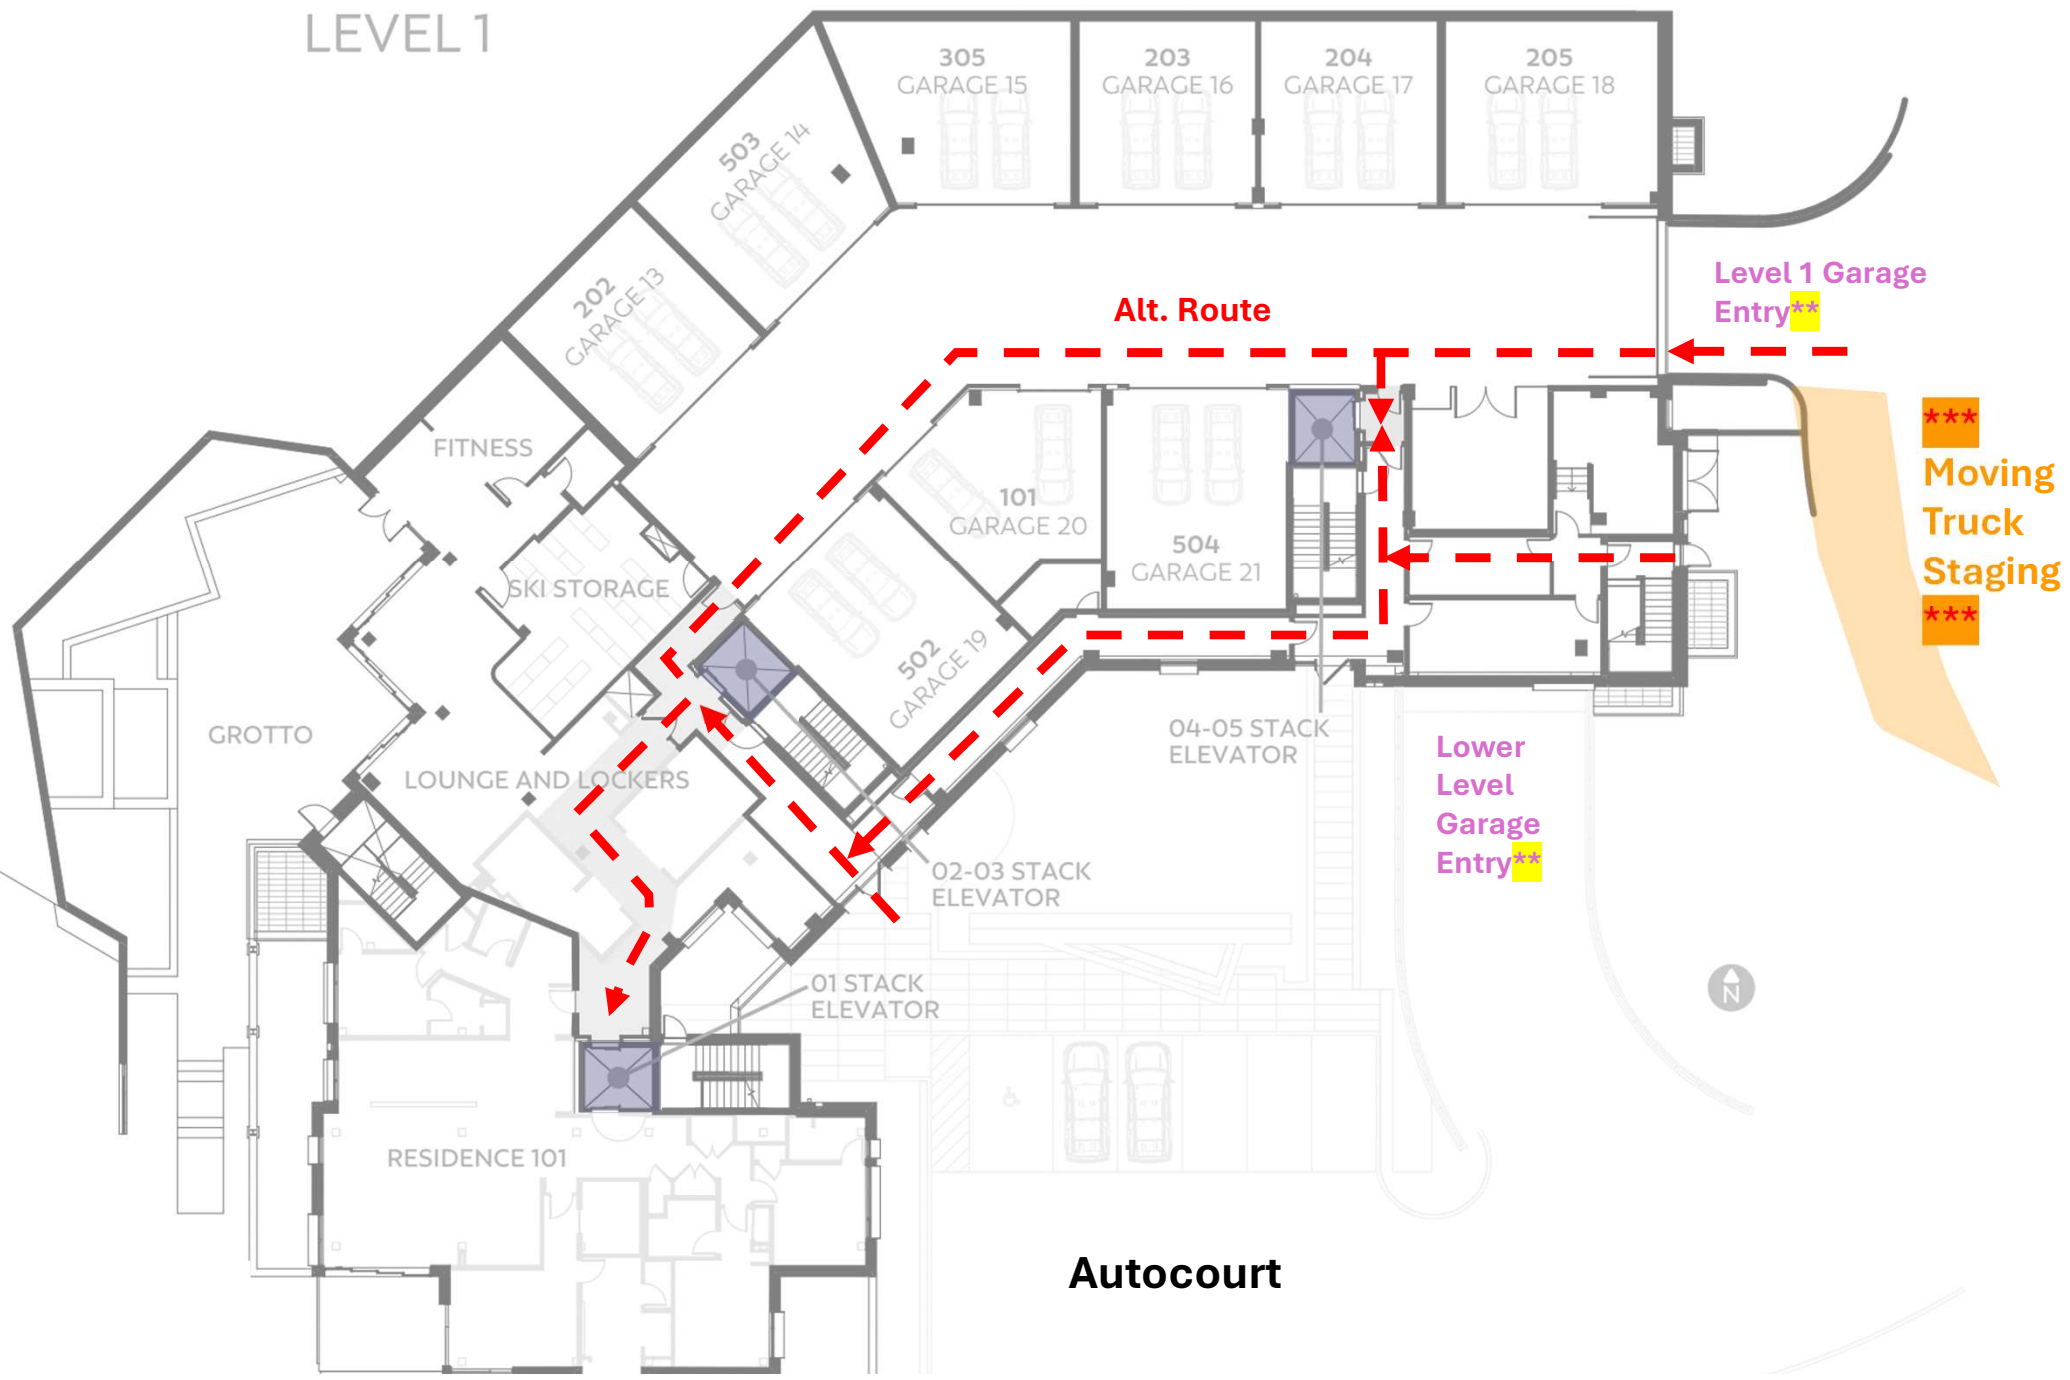 LEVEL 1
305
GARAGE 15
203
GARAGE 16
204
GARAGE 17
205
GARAGE 18
503
GARAGE 14
202
GARAGE 13
Level 1 Garage
Entry**
Alt. Route
***
Moving
Truck
Staging
***
FITNESS
101
GARAGE 20
504
GARAGE 21
SKI STORAGE
502
GARAGE 19
GROTTO
LOUNGE AND LOCKERS
04-05 STACK
ELEVATOR
Lower
Level
Garage
Entry**
02-03 STACK
ELEVATOR
01 STACK
ELEVATOR
N
RESIDENCE 101
Autocourt